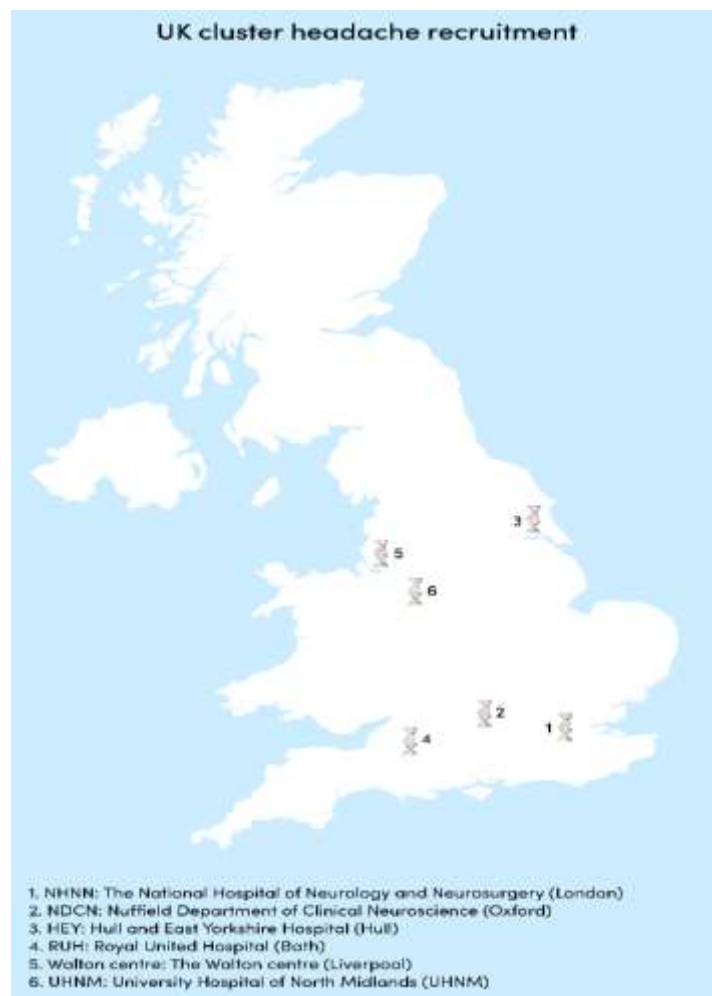 UK cluster headache recruitment
3
5
6
2
1
4
1. NHNN: The National Hospital of Neurology and Neurosurgery (London)
2. NDCN: Nuffield Department of Clinical Neuroscience (Oxford)
3. HEY: Hull and East Yorkshire Hospital (Hull)
4. RUH: Royal United Hospital (Bath)
5. Walton centre: The Walton centre (Liverpool)
6. UHNM: University Hospital of North Midlands (UHNM)